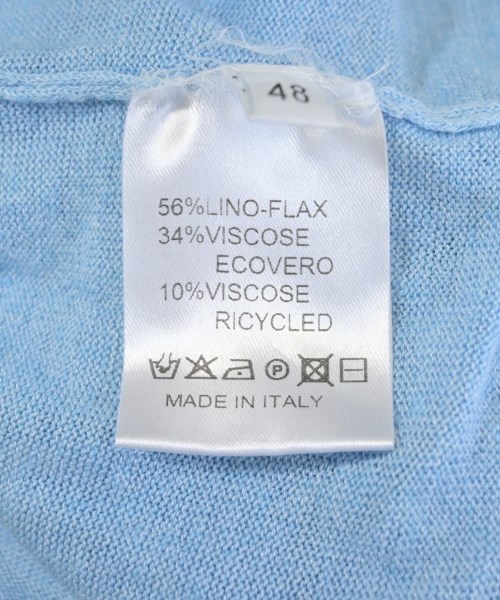 48
56%LINO-FLAX
34%VISCOSE
ECOVERO
10%VISCOSE
RICYCLED
P
MADE IN ITALY